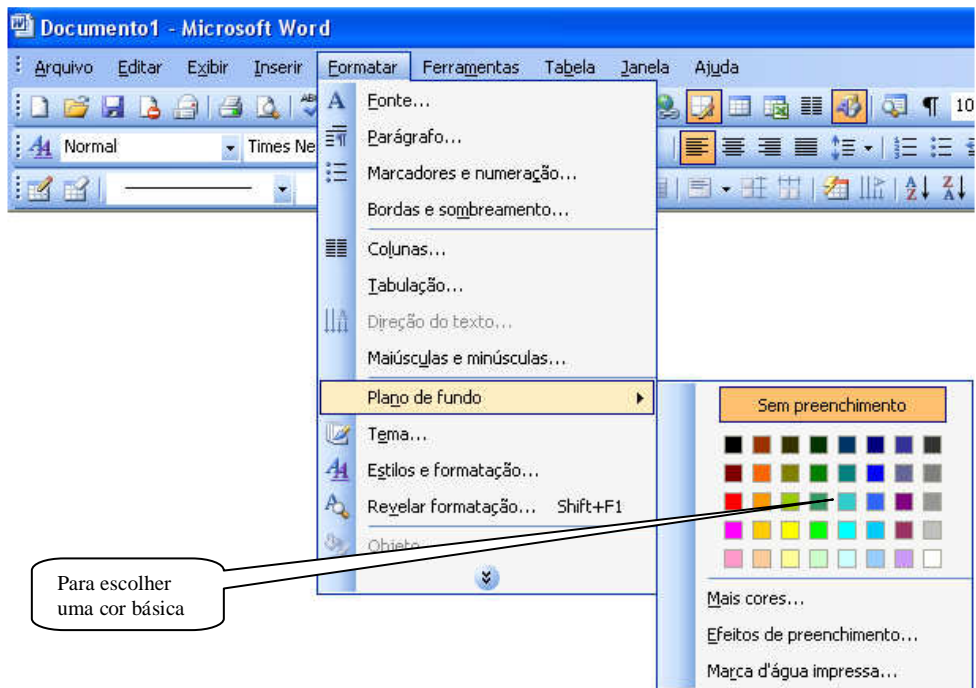 Documento1 - Microsoft Word
Arquivo Editar Exibir Inserir Formatar Ferramentas Tabela Janela Ajuda
10
Normal Times Ne
Fonte...
Parágrafo...
Marcadores e numeração...
Bordas e sombreamento...
Colunas...
Tabulação...
Direção do texto...
Maiúsculas e minúsculas...
Plano de fundo
Tema...
Estilos e formatação...
Revelar formatação... Shift+F1
Objeto...
Sem preenchimento
Mais cores...
Efeitos de preenchimento...
Marca d'água impressa...
Para escolher
uma cor básica